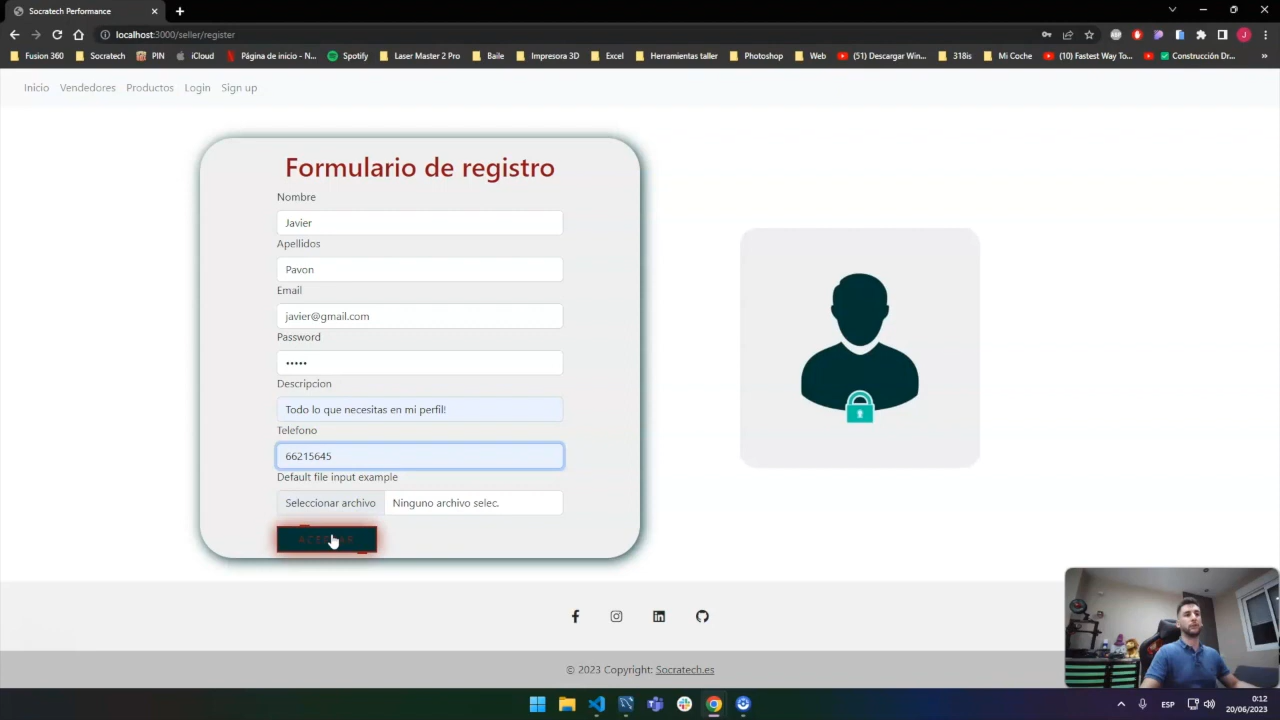 Socratech Performance
localhost:3000/seller/register
Fusion 360 Socratech PIN iCloud Página de inicio - N... Spotify Laser Master 2 Pro Baile Impresora 3D Excel Herramientas taller Photoshop Web (51) Descargar Win... 318is Mi Coche (10) Fastest Way To... Construcción Dr... »
Inicio Vendedores Productos Login Sign up
Formulario de registro
Nombre
Javier
Apellidos
Pavon
Email
javier@gmail.com
Password
•••••
Descripcion
Todo lo que necesitas en mi perfil!
Telefono
66215645
Default file input example
Seleccionar archivo Ninguno archivo selec.
© 2023 Copyright: Socratech.es
ESP
0:12
20/06/2023